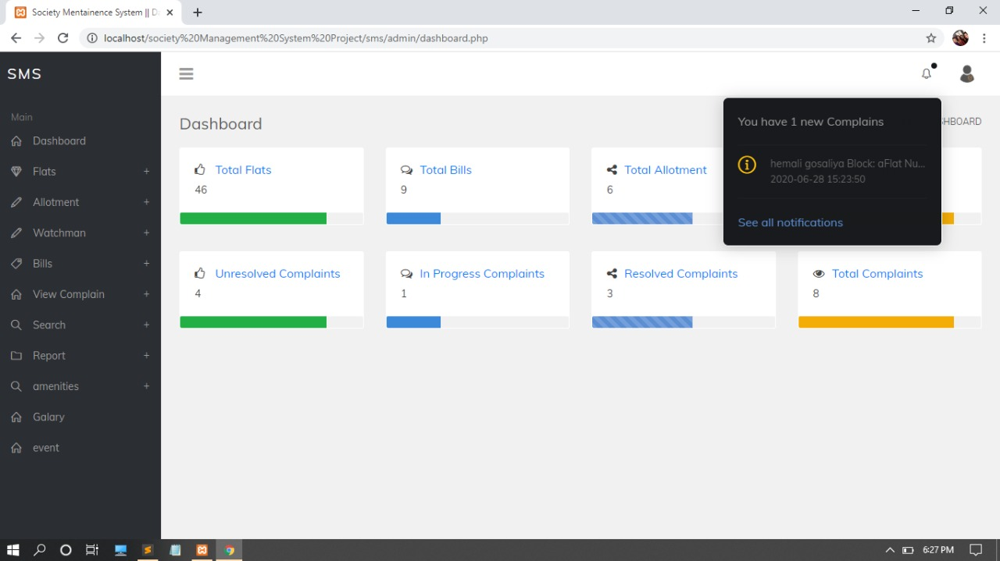 Society Mentainence System || Da
localhost/society%20Management%20System%20Project/sms/admin/dashboard.php
SMS
Main
Dashboard
Flats +
Allotment +
Watchman +
Bills +
View Complain +
Search +
Report +
amenities +
Galary
event
Dashboard
HBOARD
You have 1 new Complains
hemali gosaliya Block: aFlat Nu...
2020-06-28 15:23:50
See all notifications
Total Flats
46
Total Bills
9
Total Allotment
6
Unresolved Complaints
4
In Progress Complaints
1
Resolved Complaints
3
Total Complaints
8
6:27 PM